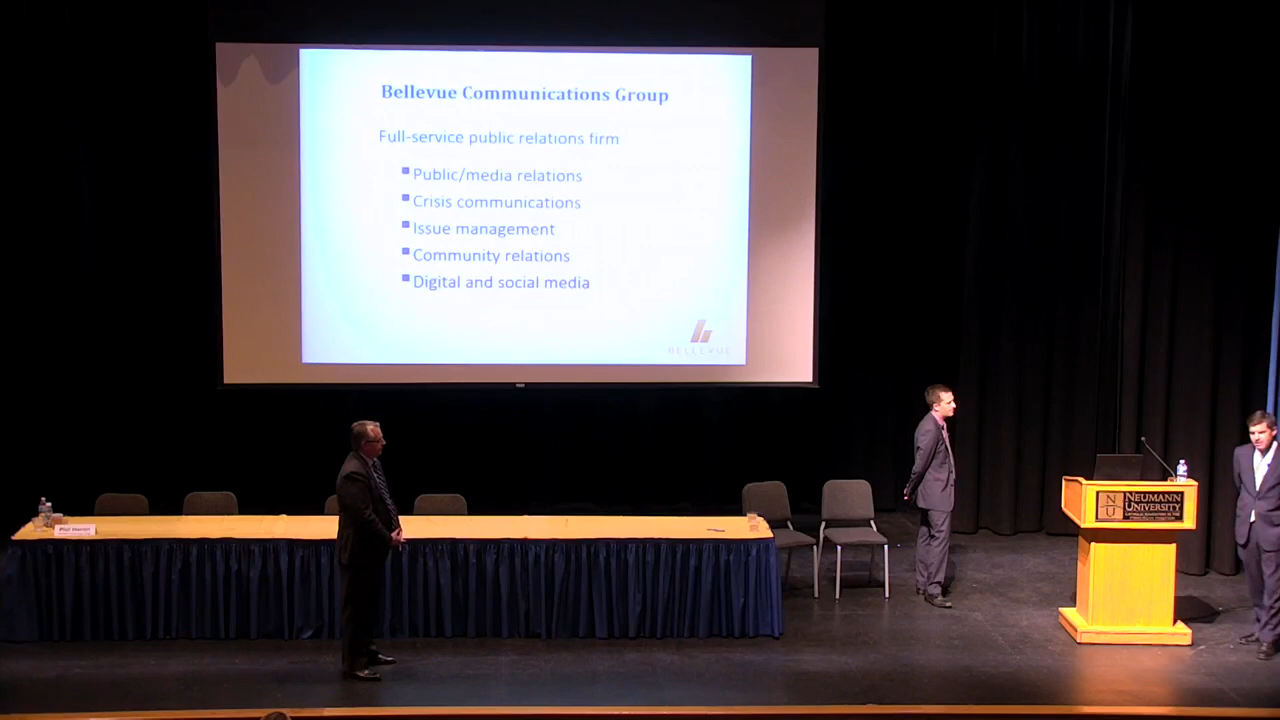 Bellevue Communications Group
Full-service public relations firm
Public/media relations
Crisis communications
Issue management
Community relations
Digital and social media
BELLEVUE
N
U
NEUMANN
UNIVERSITY